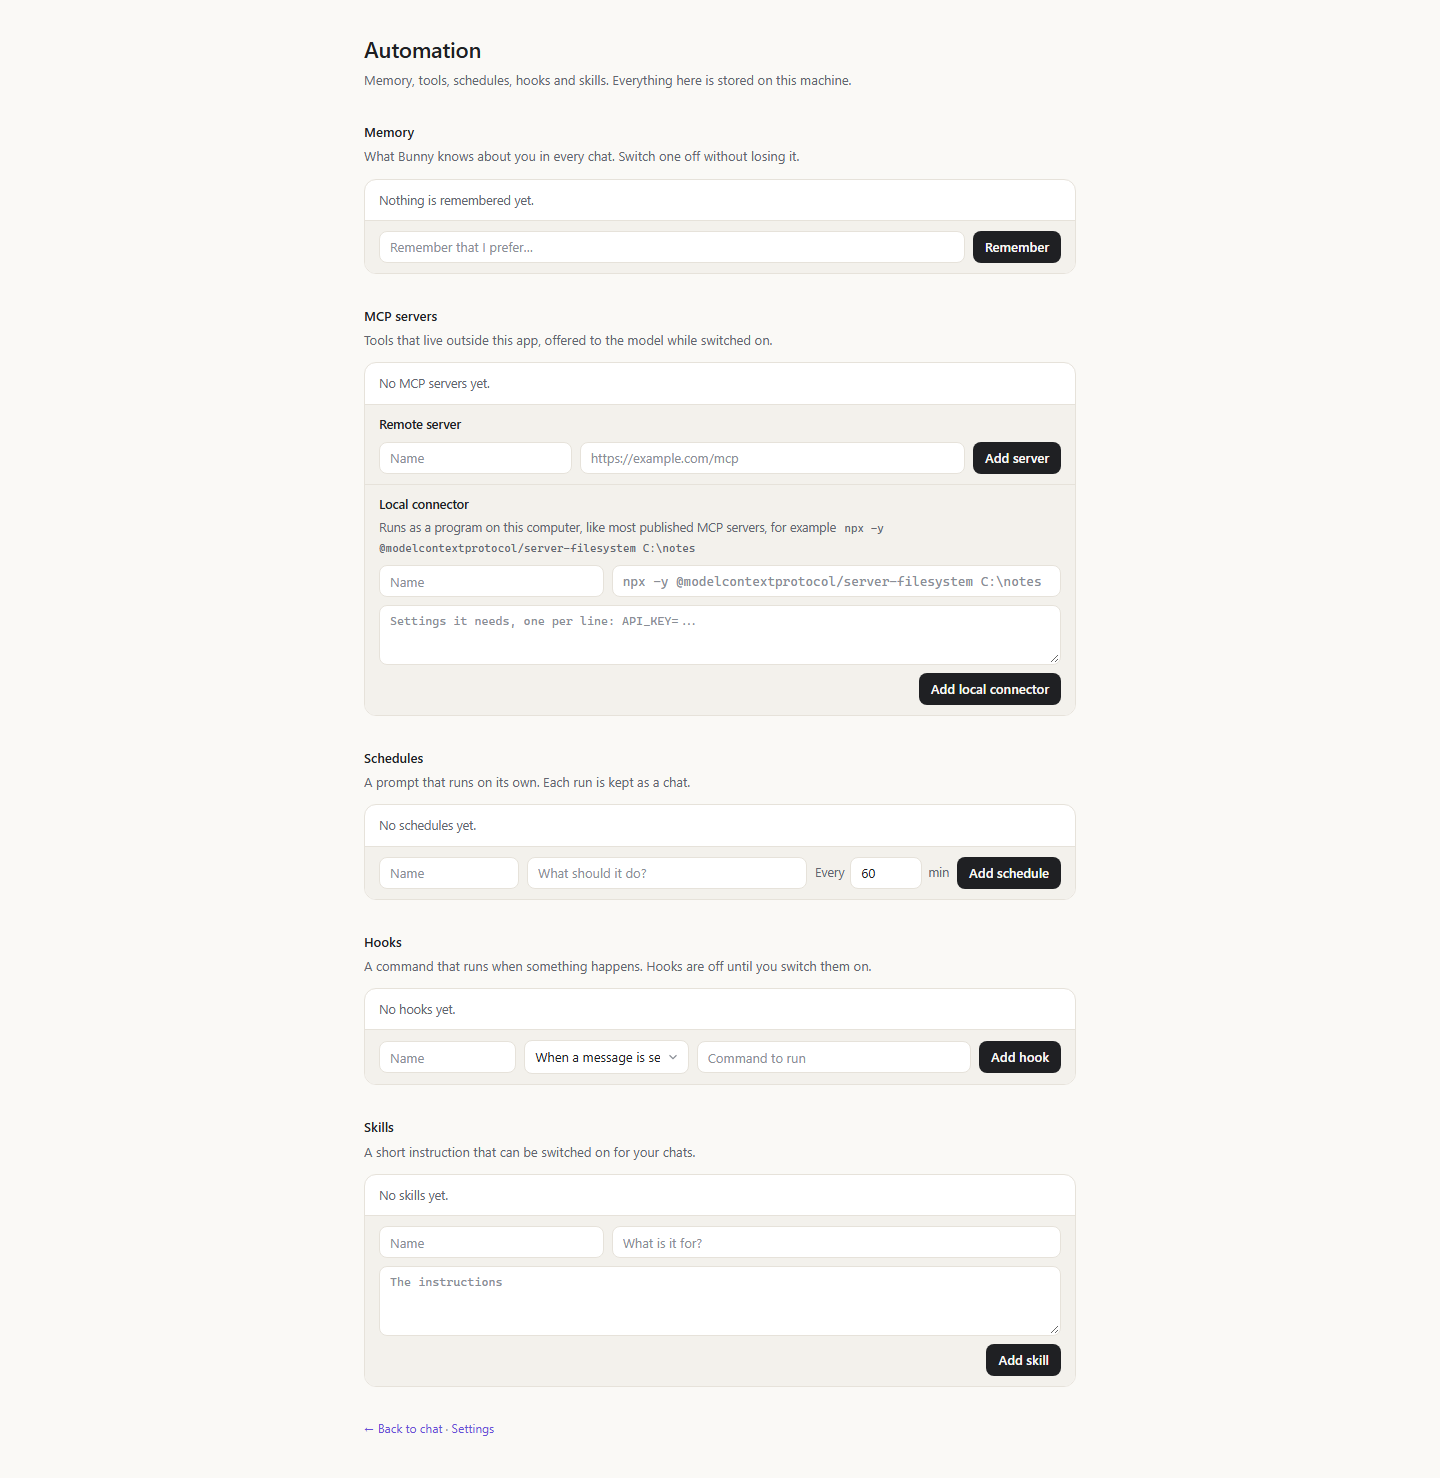 Automation
Memory, tools, schedules, hooks and skills. Everything here is stored on this machine.
Memory
What Bunny knows about you in every chat. Switch one off without losing it.
Nothing is remembered yet.
Remember that I prefer...
Remember
MCP servers
Tools that live outside this app, offered to the model while switched on.
No MCP servers yet.
Remote server
Name
https://example.com/mcp
Add server
Local connector
Runs as a program on this computer, like most published MCP servers, for example npx -y
@modelcontextprotocol/server-filesystem C:\notes
Name
npx -y @modelcontextprotocol/server-filesystem C:\notes
Settings it needs, one per line: API_KEY=...
Add local connector
Schedules
A prompt that runs on its own. Each run is kept as a chat.
No schedules yet.
Name
What should it do?
Every
60
min
Add schedule
Hooks
A command that runs when something happens. Hooks are off until you switch them on.
No hooks yet.
Name
When a message is se
Command to run
Add hook
Skills
A short instruction that can be switched on for your chats.
No skills yet.
Name
What is it for?
The instructions
Add skill
← Back to chat · Settings